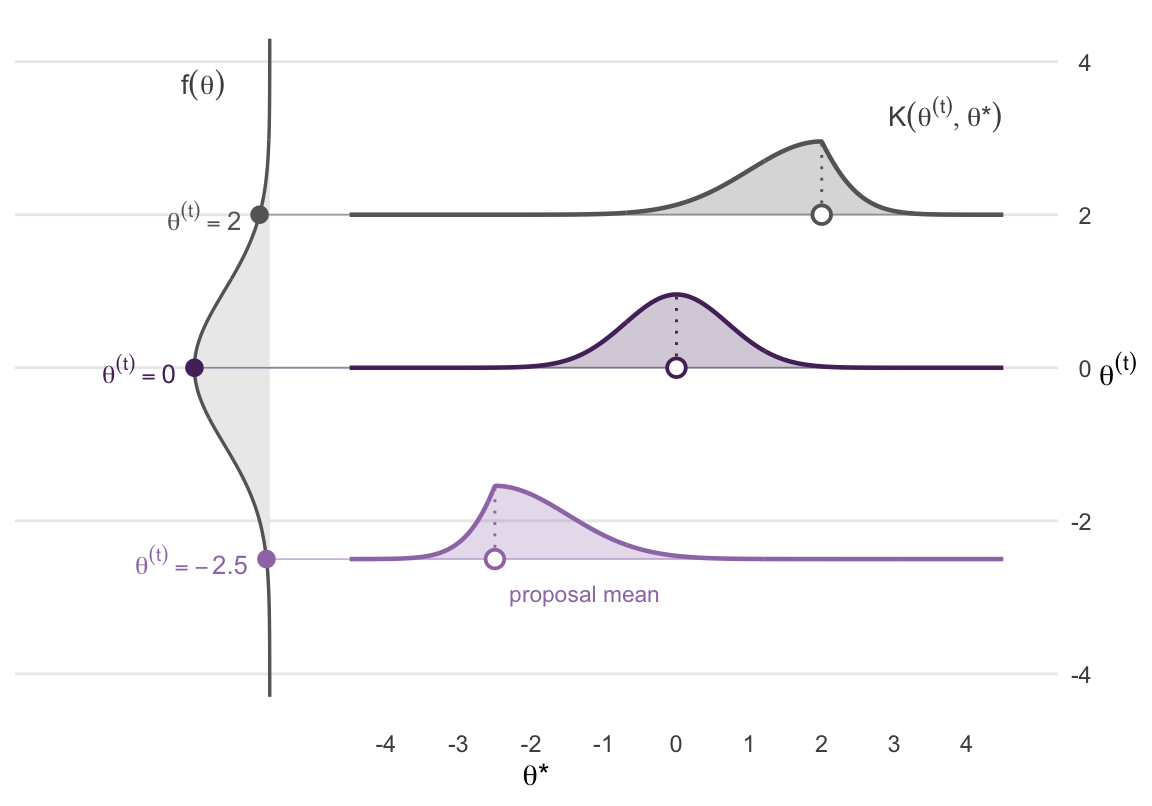 4
f(θ)
K(θ^(t), θ*)
θ^(t) = 2
2
θ^(t) = 0
0 θ^(t)
-2
θ^(t) = −2.5
proposal mean
-4
-4 -3 -2 -1 0 1 2 3 4
θ*